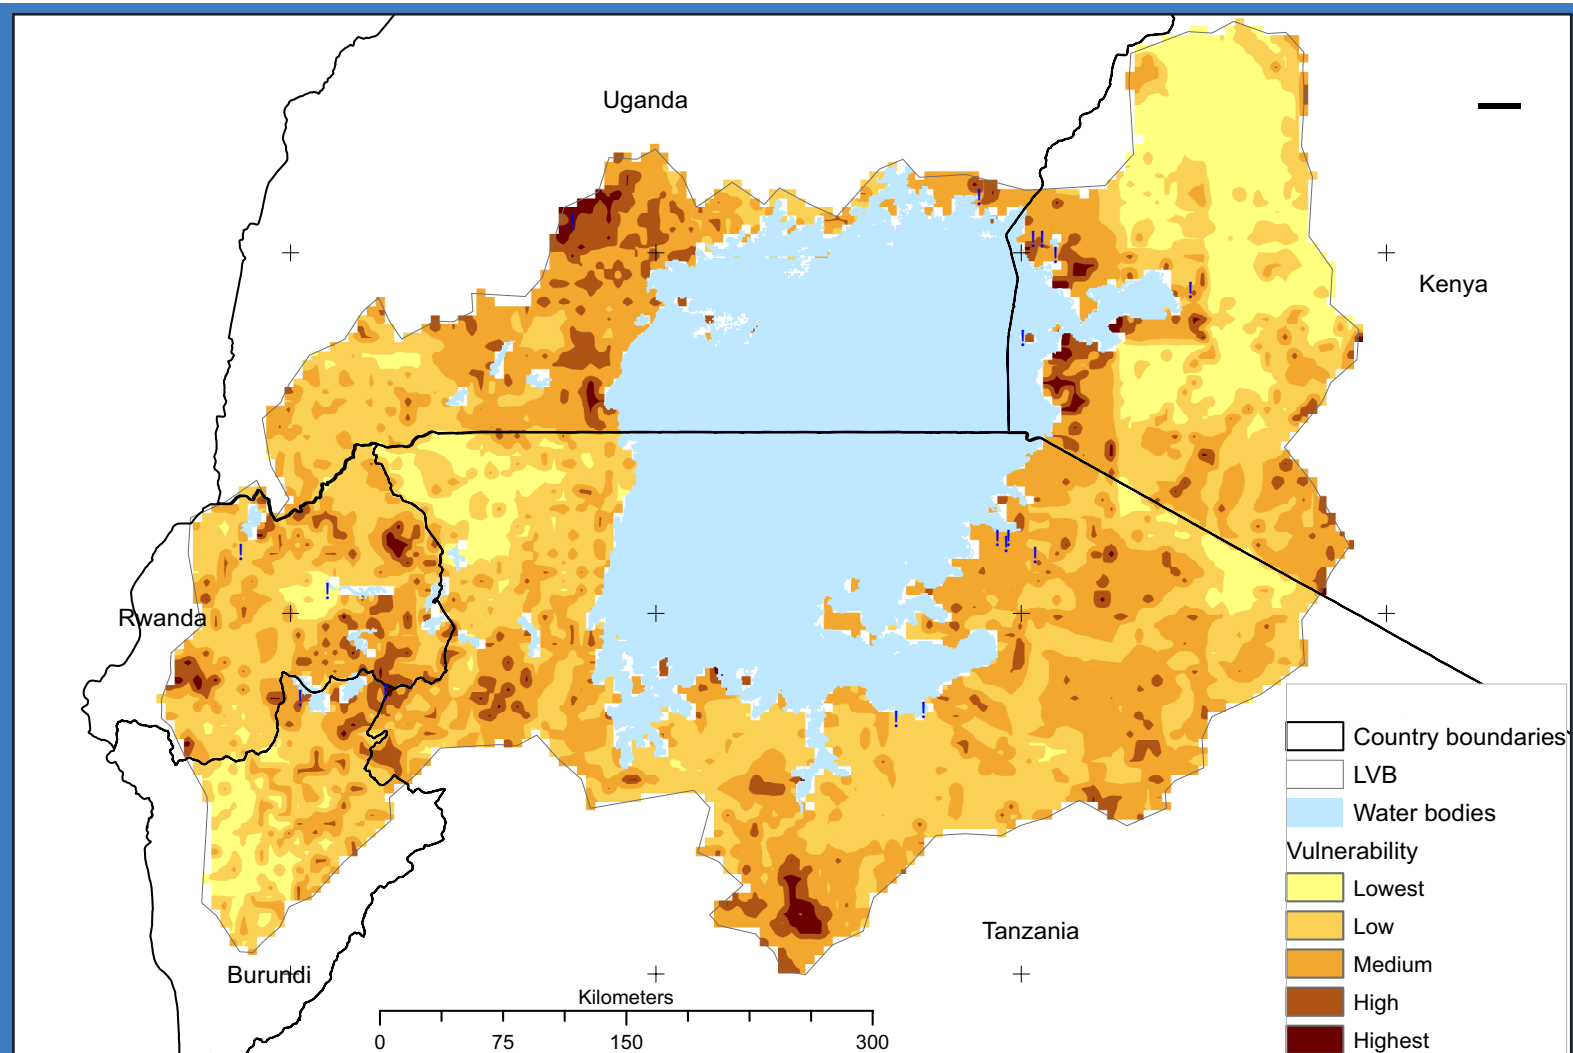 Uganda
Kenya
Rwanda
Tanzania
Burundi
Kilometers
0 75 150 300
Country boundaries
LVB
Water bodies
Vulnerability
Lowest
Low
Medium
High
Highest
! 
!
!!
!
!
!
!!
!
!
!
!
!
!
!
!